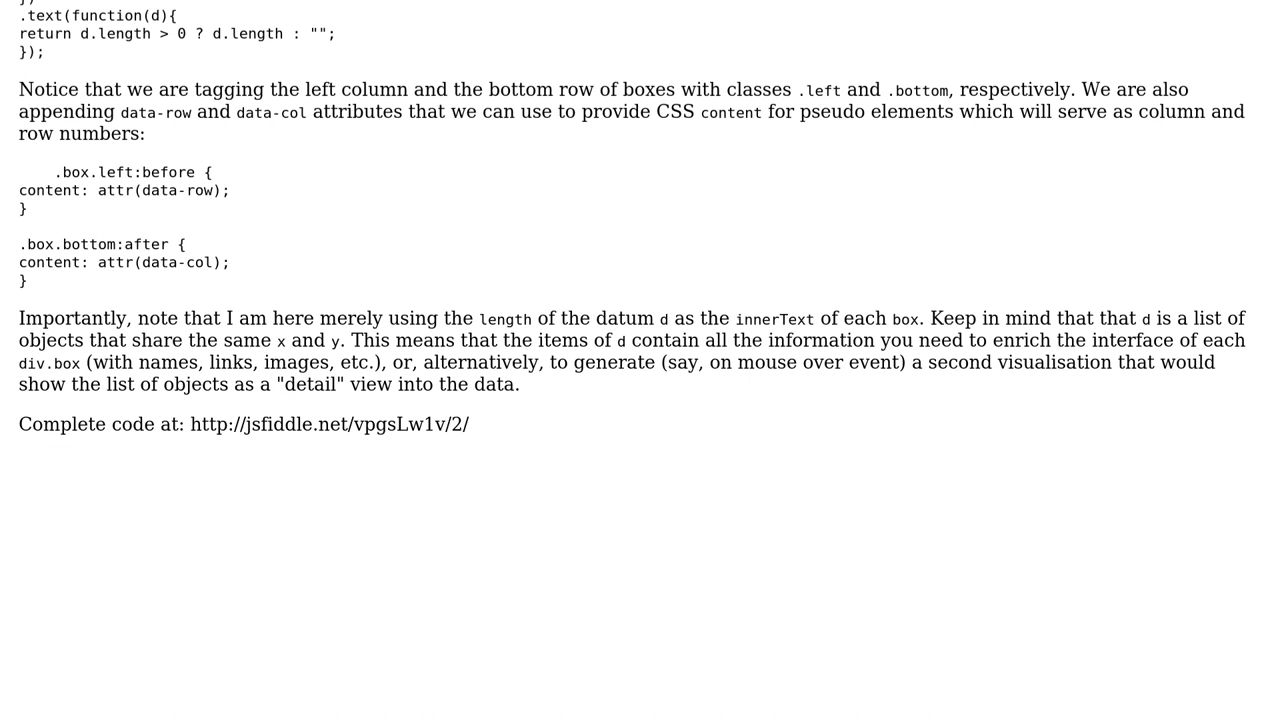 .text(function(d){
return d.length > 0 ? d.length : "";
});
Notice that we are tagging the left column and the bottom row of boxes with classes .left and .bottom, respectively. We are also
appending data-row and data-col attributes that we can use to provide CSS content for pseudo elements which will serve as column and
row numbers:
.box.left:before {
content: attr(data-row);
}
.box.bottom:after {
content: attr(data-col);
}
Importantly, note that I am here merely using the length of the datum d as the innerText of each box. Keep in mind that that d is a list of
objects that share the same x and y. This means that the items of d contain all the information you need to enrich the interface of each
div.box (with names, links, images, etc.), or, alternatively, to generate (say, on mouse over event) a second visualisation that would
show the list of objects as a "detail" view into the data.
Complete code at: http://jsfiddle.net/vpgsLw1v/2/